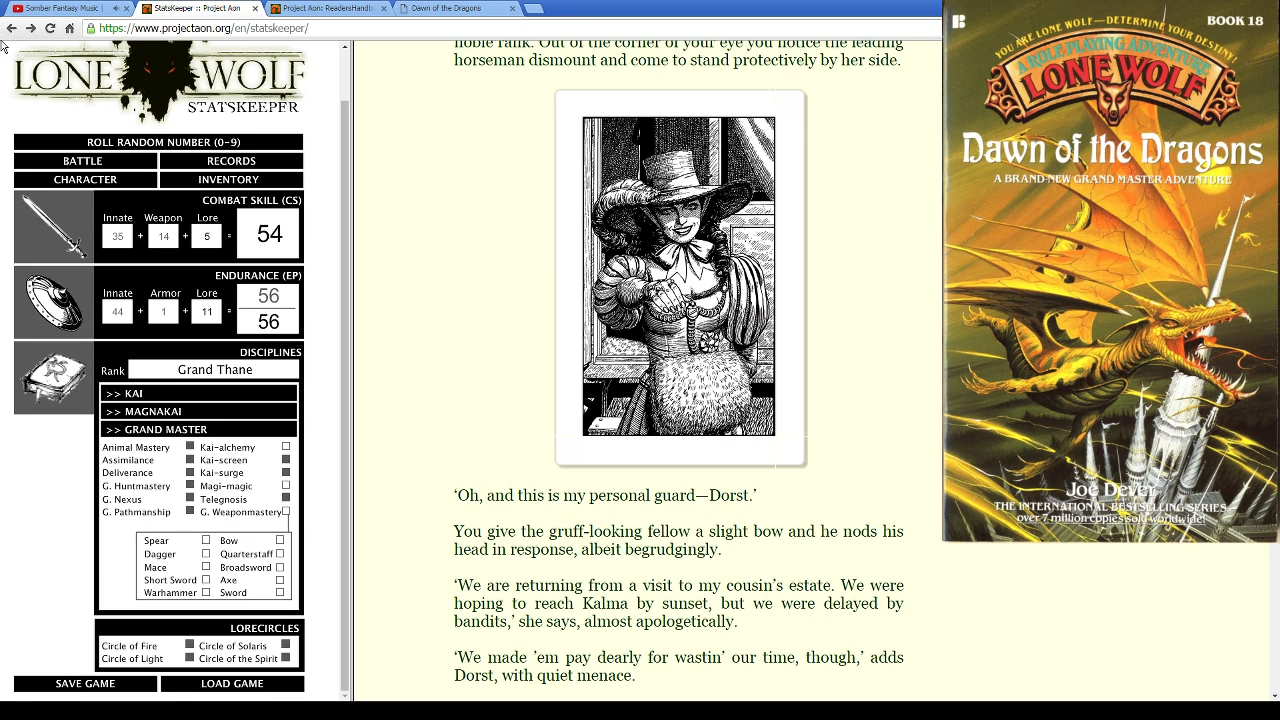 Somber Fantasy Music |
StatsKeeper :: Project Aon
Project Aon: ReadersHandb
Dawn of the Dragons
https://www.projectaon.org/en/statskeeper/
LONE WOLF
STATSKEEPER
ROLL RANDOM NUMBER (0-9)
BATTLE RECORDS
CHARACTER INVENTORY
COMBAT SKILL (CS)
Innate Weapon Lore
35 + 14 + 5 = 54
ENDURANCE (EP)
Innate Armor Lore 56
44 + 1 + 11 = 56
DISCIPLINES
Rank Grand Thane
>> KAI
>> MAGNAKAI
>> GRAND MASTER
Animal Mastery Kai-alchemy
Assimilance Kai-screen
Deliverance Kai-surge
G. Huntmastery Magi-magic
G. Nexus Telegnosis
G. Pathmanship G. Weaponmastery
Spear Bow
Dagger Quarterstaff
Mace Broadsword
Short Sword Axe
Warhammer Sword
LORECIRCLES
Circle of Fire Circle of Solaris
Circle of Light Circle of the Spirit
SAVE GAME LOAD GAME
noble rank. Out of the corner of your eye you notice the leading
horseman dismount and come to stand protectively by her side.
‘Oh, and this is my personal guard—Dorst.’
You give the gruff-looking fellow a slight bow and he nods his
head in response, albeit begrudgingly.
‘We are returning from a visit to my cousin’s estate. We were
hoping to reach Kalma by sunset, but we were delayed by
bandits,’ she says, almost apologetically.
‘We made ’em pay dearly for wastin’ our time, though,’ adds
Dorst, with quiet menace.
B
BOOK 18
YOU ARE LONE WOLF—DETERMINE YOUR DESTINY!
A ROLE PLAYING ADVENTURE
LONE WOLF
Dawn of the Dragons
A BRAND-NEW GRAND MASTER ADVENTURE
Joe Dever
THE INTERNATIONAL BESTSELLING SERIES—
over 7 million copies sold worldwide!